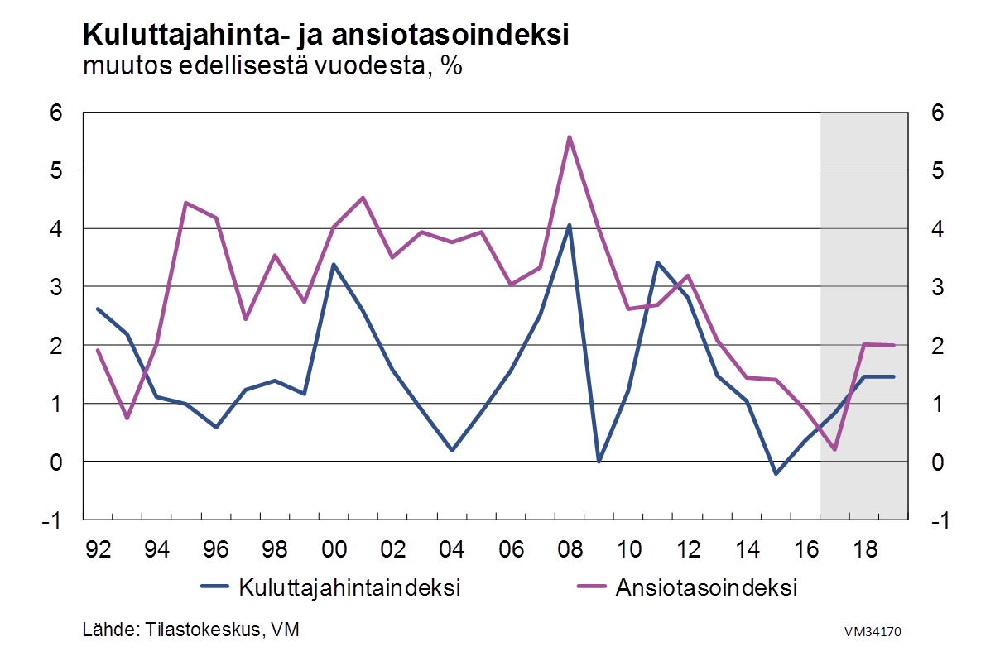 Kuluttajahinta- ja ansiotasoindeksi
muutos edellisestä vuodesta, %
6 6
5 5
4 4
3 3
2 2
1 1
0 0
-1 -1
92 94 96 98 00 02 04 06 08 10 12 14 16 18
Kuluttajahintaindeksi Ansiotasoindeksi
Lähde: Tilastokeskus, VM VM34170